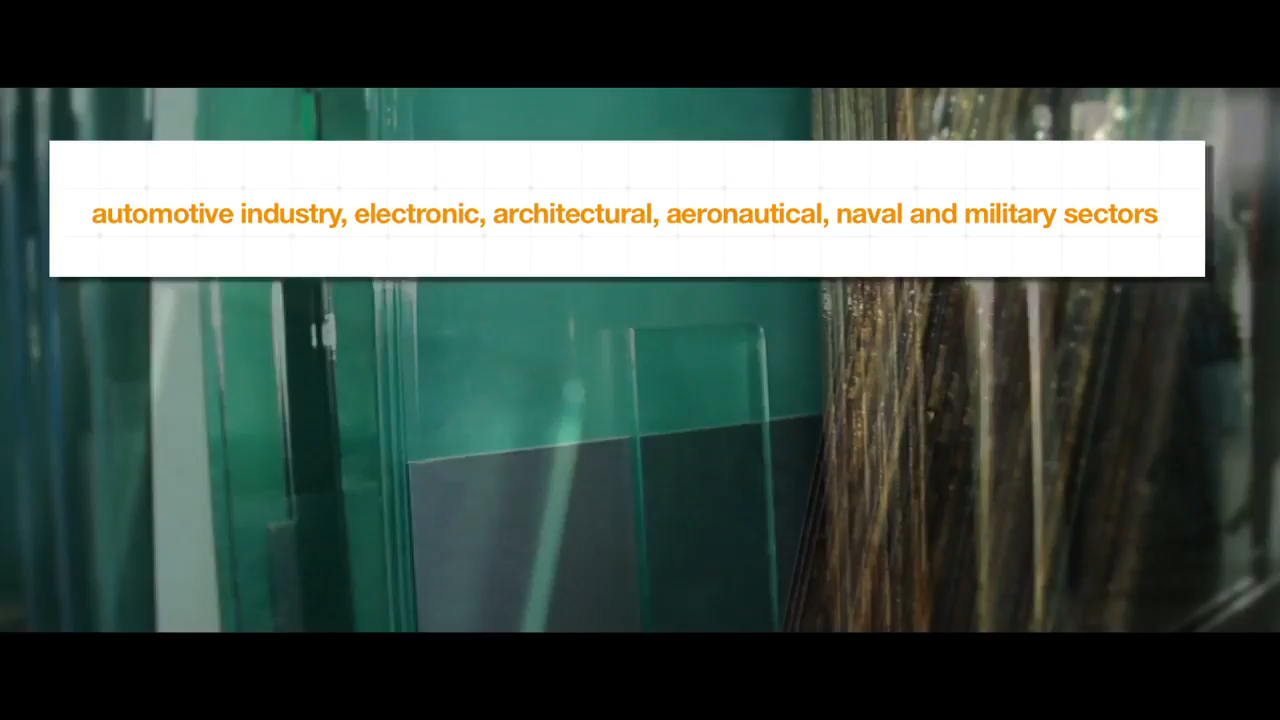 automotive industry, electronic, architectural, aeronautical, naval and military sectors